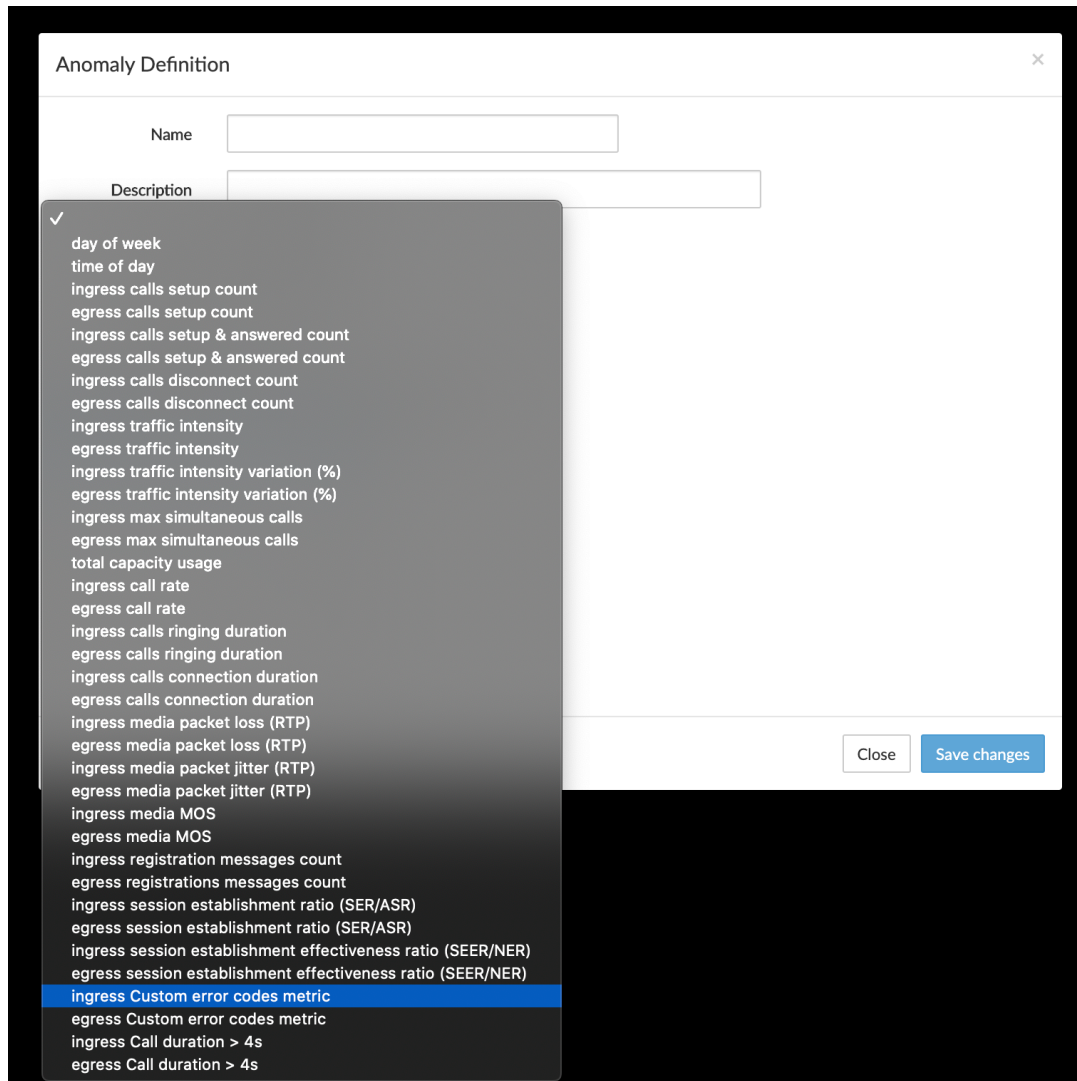 Anomaly Definition
×
Name
Description
✓
day of week
time of day
ingress calls setup count
egress calls setup count
ingress calls setup & answered count
egress calls setup & answered count
ingress calls disconnect count
egress calls disconnect count
ingress traffic intensity
egress traffic intensity
ingress traffic intensity variation (%)
egress traffic intensity variation (%)
ingress max simultaneous calls
egress max simultaneous calls
total capacity usage
ingress call rate
egress call rate
ingress calls ringing duration
egress calls ringing duration
ingress calls connection duration
egress calls connection duration
ingress media packet loss (RTP)
egress media packet loss (RTP)
ingress media packet jitter (RTP)
egress media packet jitter (RTP)
ingress media MOS
egress media MOS
ingress registration messages count
egress registrations messages count
ingress session establishment ratio (SER/ASR)
egress session establishment ratio (SER/ASR)
ingress session establishment effectiveness ratio (SEER/NER)
egress session establishment effectiveness ratio (SEER/NER)
ingress Custom error codes metric
egress Custom error codes metric
ingress Call duration > 4s
egress Call duration > 4s
Close
Save changes